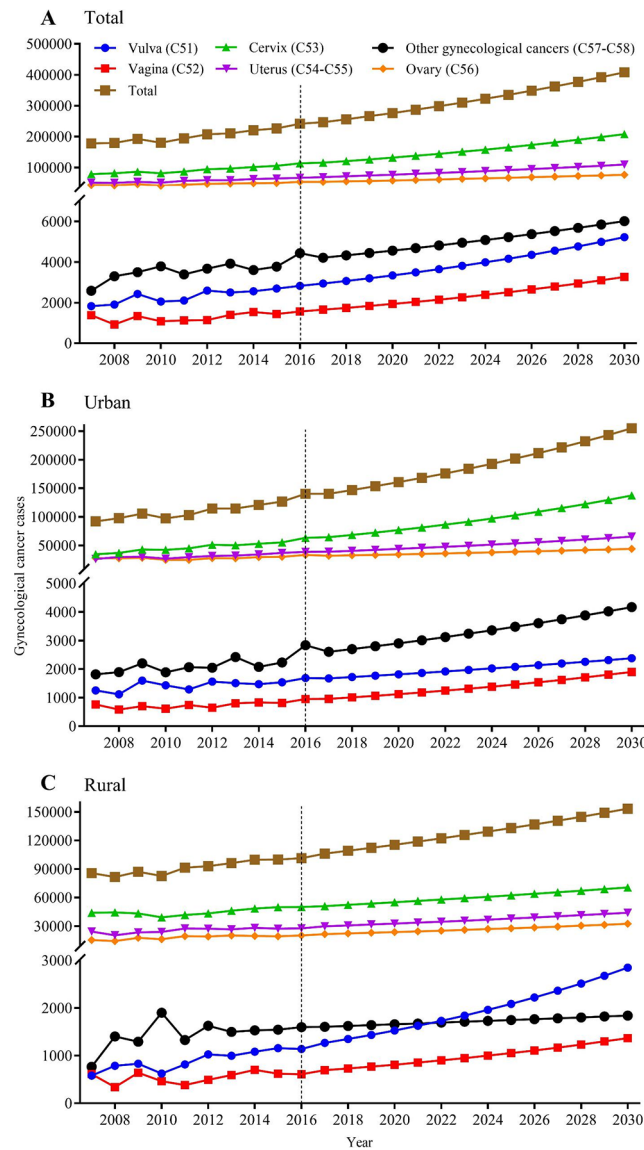 A Total
Vulva (C51) Cervix (C53) Other gynecological cancers (C57-C58)
Vagina (C52) Uterus (C54-C55) Ovary (C56)
Total
500000
400000
300000
200000
100000
6000
4000
2000
0
2008 2010 2012 2014 2016 2018 2020 2022 2024 2026 2028 2030
B Urban
Gynecological cancer cases
250000
200000
150000
100000
50000
5000
4000
3000
2000
1000
0
2008 2010 2012 2014 2016 2018 2020 2022 2024 2026 2028 2030
C Rural
150000
120000
90000
60000
30000
3000
2000
1000
0
2008 2010 2012 2014 2016 2018 2020 2022 2024 2026 2028 2030
Year